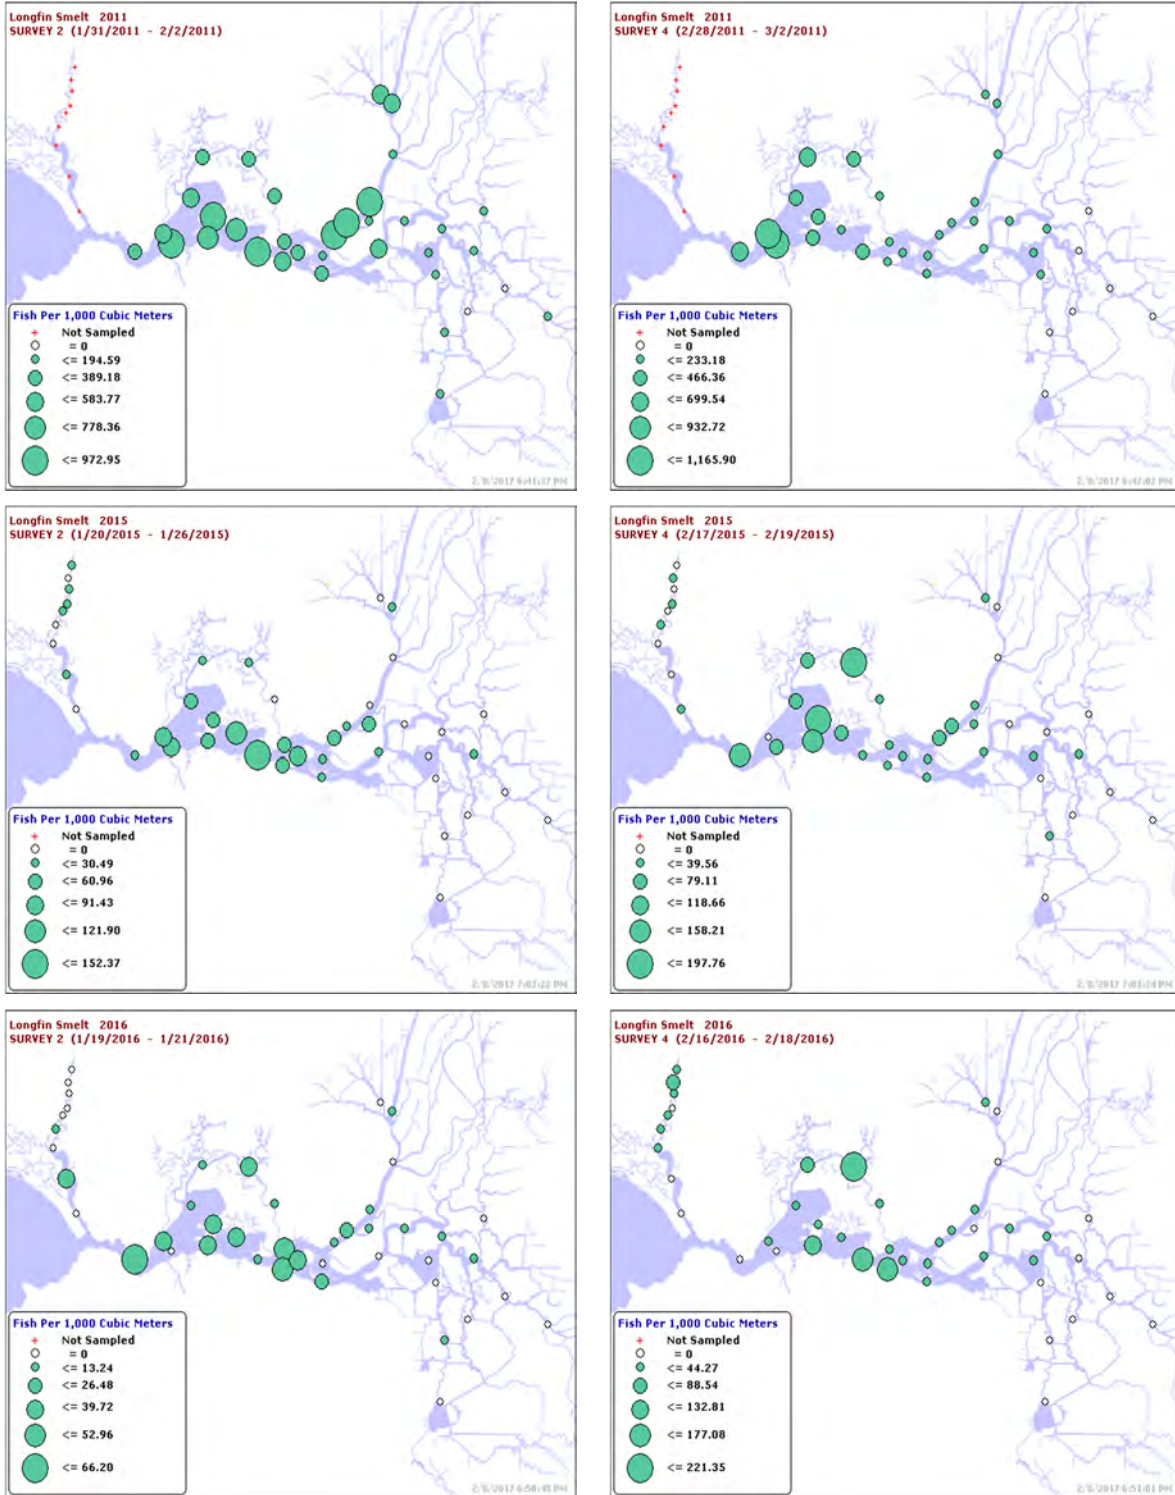 Longfin Smelt 2011
SURVEY 2 (1/31/2011 - 2/2/2011)
Fish Per 1,000 Cubic Meters
Not Sampled
= 0
<= 194.59
<= 389.18
<= 583.77
<= 778.36
<= 972.95
Longfin Smelt 2011
SURVEY 4 (2/28/2011 - 3/2/2011)
Fish Per 1,000 Cubic Meters
Not Sampled
= 0
<= 233.18
<= 466.36
<= 699.54
<= 932.72
<= 1,165.90
Longfin Smelt 2015
SURVEY 2 (1/20/2015 - 1/26/2015)
Fish Per 1,000 Cubic Meters
Not Sampled
= 0
<= 30.49
<= 60.96
<= 91.43
<= 121.90
<= 152.37
Longfin Smelt 2015
SURVEY 4 (2/17/2015 - 2/19/2015)
Fish Per 1,000 Cubic Meters
Not Sampled
= 0
<= 39.56
<= 79.11
<= 118.66
<= 158.21
<= 197.76
Longfin Smelt 2016
SURVEY 2 (1/19/2016 - 1/21/2016)
Fish Per 1,000 Cubic Meters
Not Sampled
= 0
<= 13.24
<= 26.48
<= 39.72
<= 52.96
<= 66.20
Longfin Smelt 2016
SURVEY 4 (2/16/2016 - 2/18/2016)
Fish Per 1,000 Cubic Meters
Not Sampled
= 0
<= 44.27
<= 88.54
<= 132.81
<= 177.08
<= 221.35